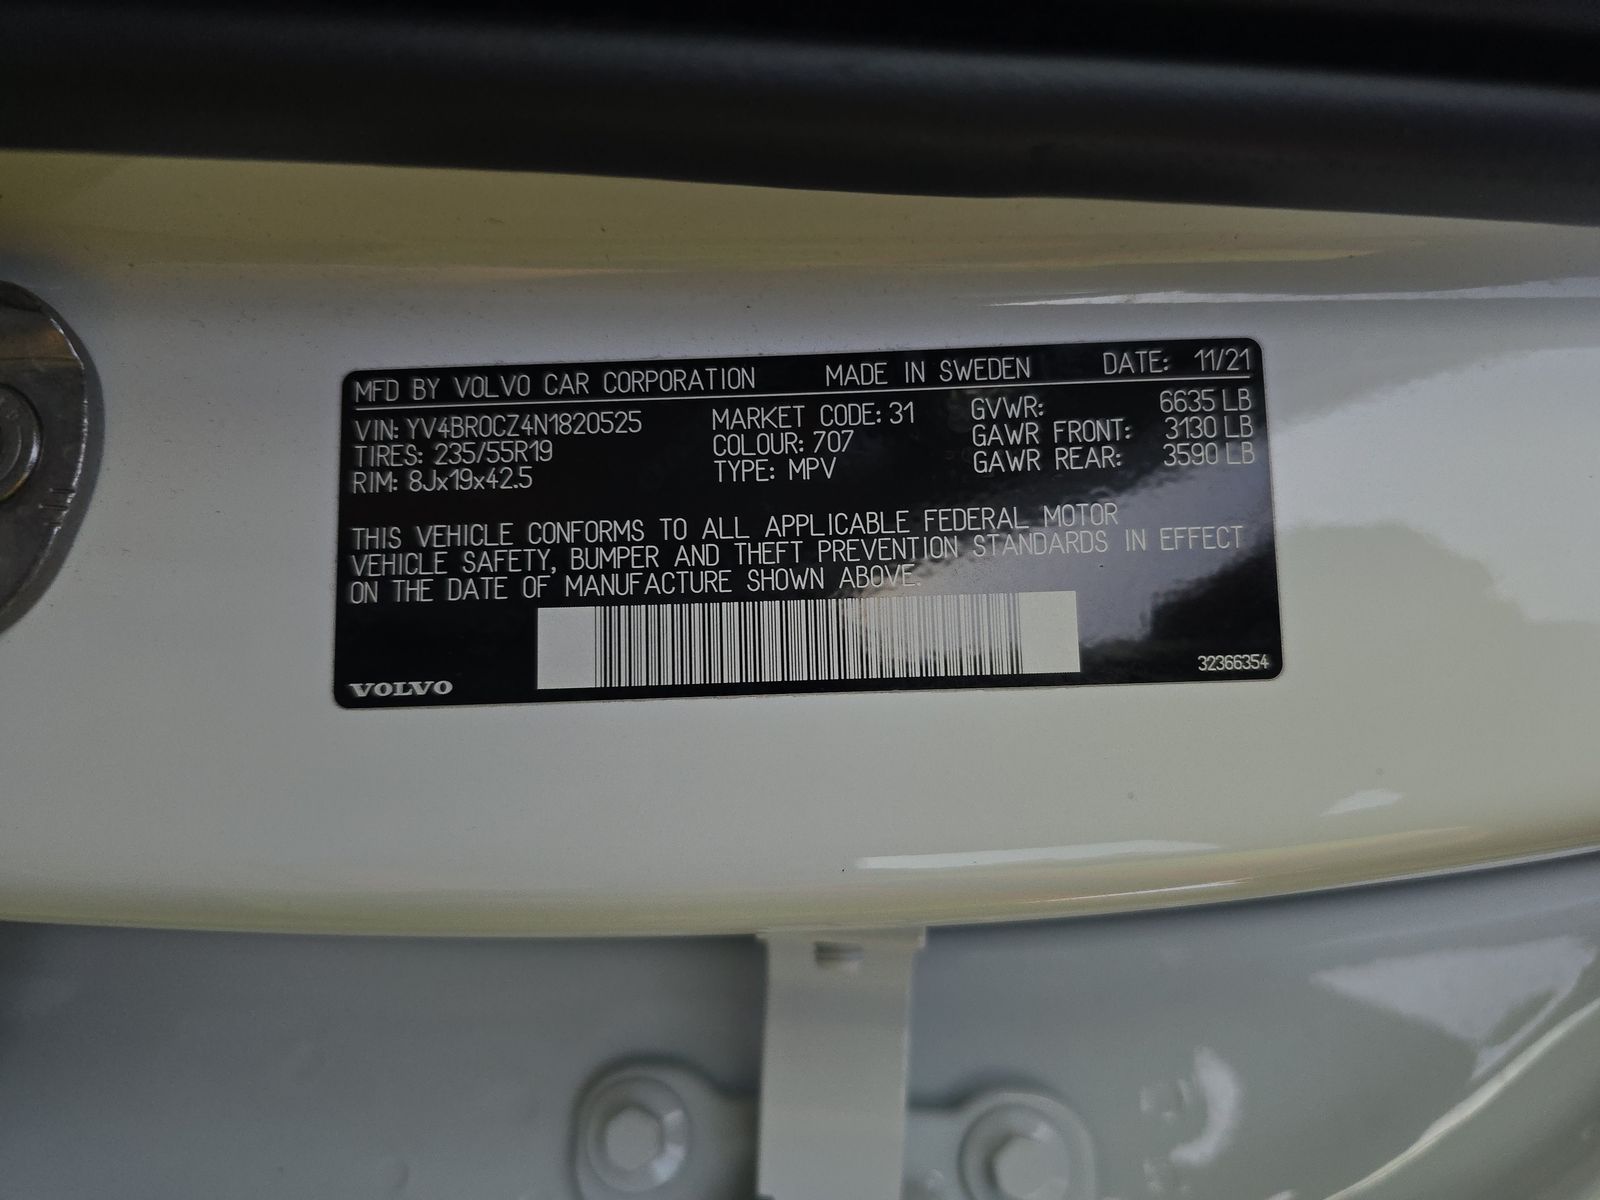 MFD BY VOLVO CAR CORPORATION MADE IN SWEDEN DATE: 11/21
VIN: YV4BR0CZ4N1820525 MARKET CODE: 31 GVWR: 6635 LB
TIRES: 235/55R19 COLOUR: 707 GAWR FRONT: 3130 LB
RIM: 8Jx19x42.5 TYPE: MPV GAWR REAR: 3590 LB
THIS VEHICLE CONFORMS TO ALL APPLICABLE FEDERAL MOTOR
VEHICLE SAFETY, BUMPER AND THEFT PREVENTION STANDARDS IN EFFECT
ON THE DATE OF MANUFACTURE SHOWN ABOVE.
VOLVO 32366354